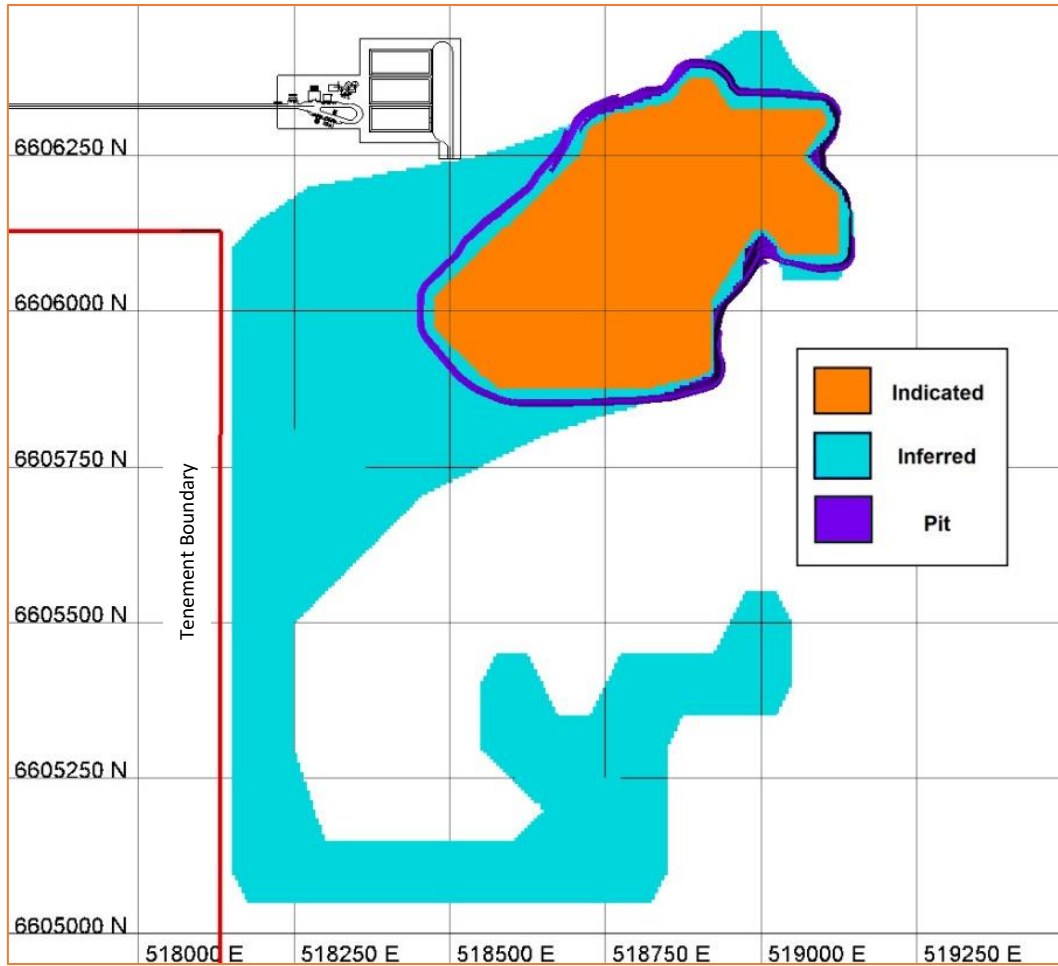 6606250 N
6606000 N
6605750 N
6605500 N
6605250 N
6605000 N
Tenement Boundary
Indicated
Inferred
Pit
518000 E
518250 E
518500 E
518750 E
519000 E
519250 E